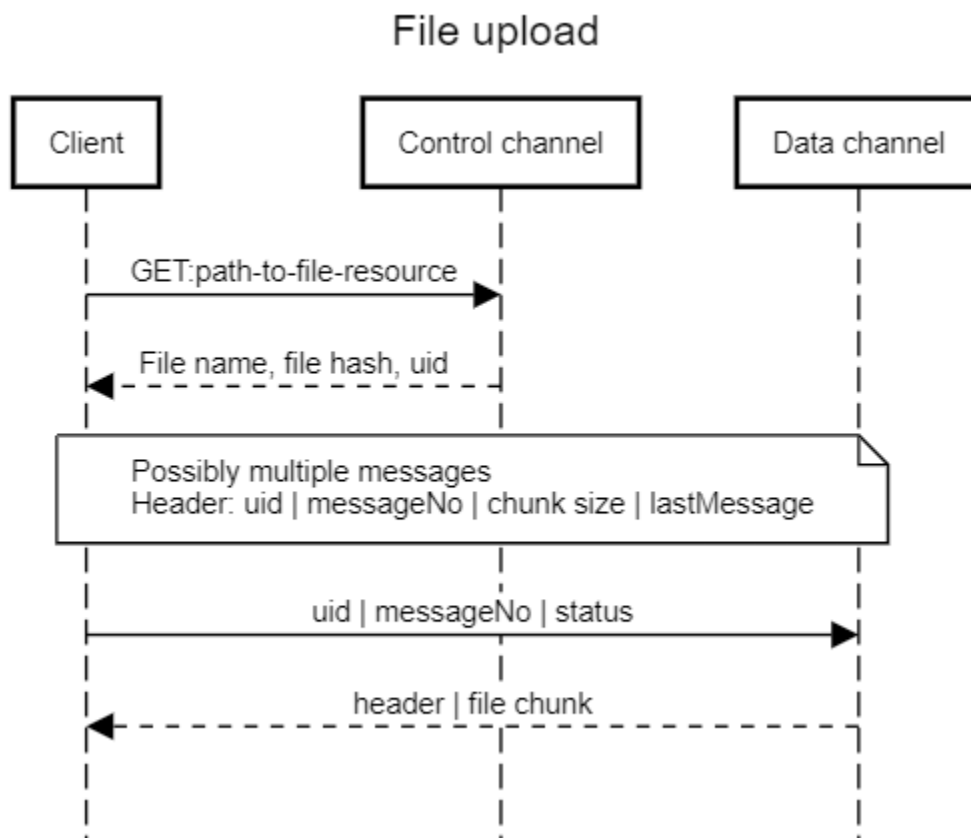 File upload
Client
Control channel
Data channel
GET:path-to-file-resource
File name, file hash, uid
Possibly multiple messages
Header: uid | messageNo | chunk size | lastMessage
uid | messageNo | status
header | file chunk